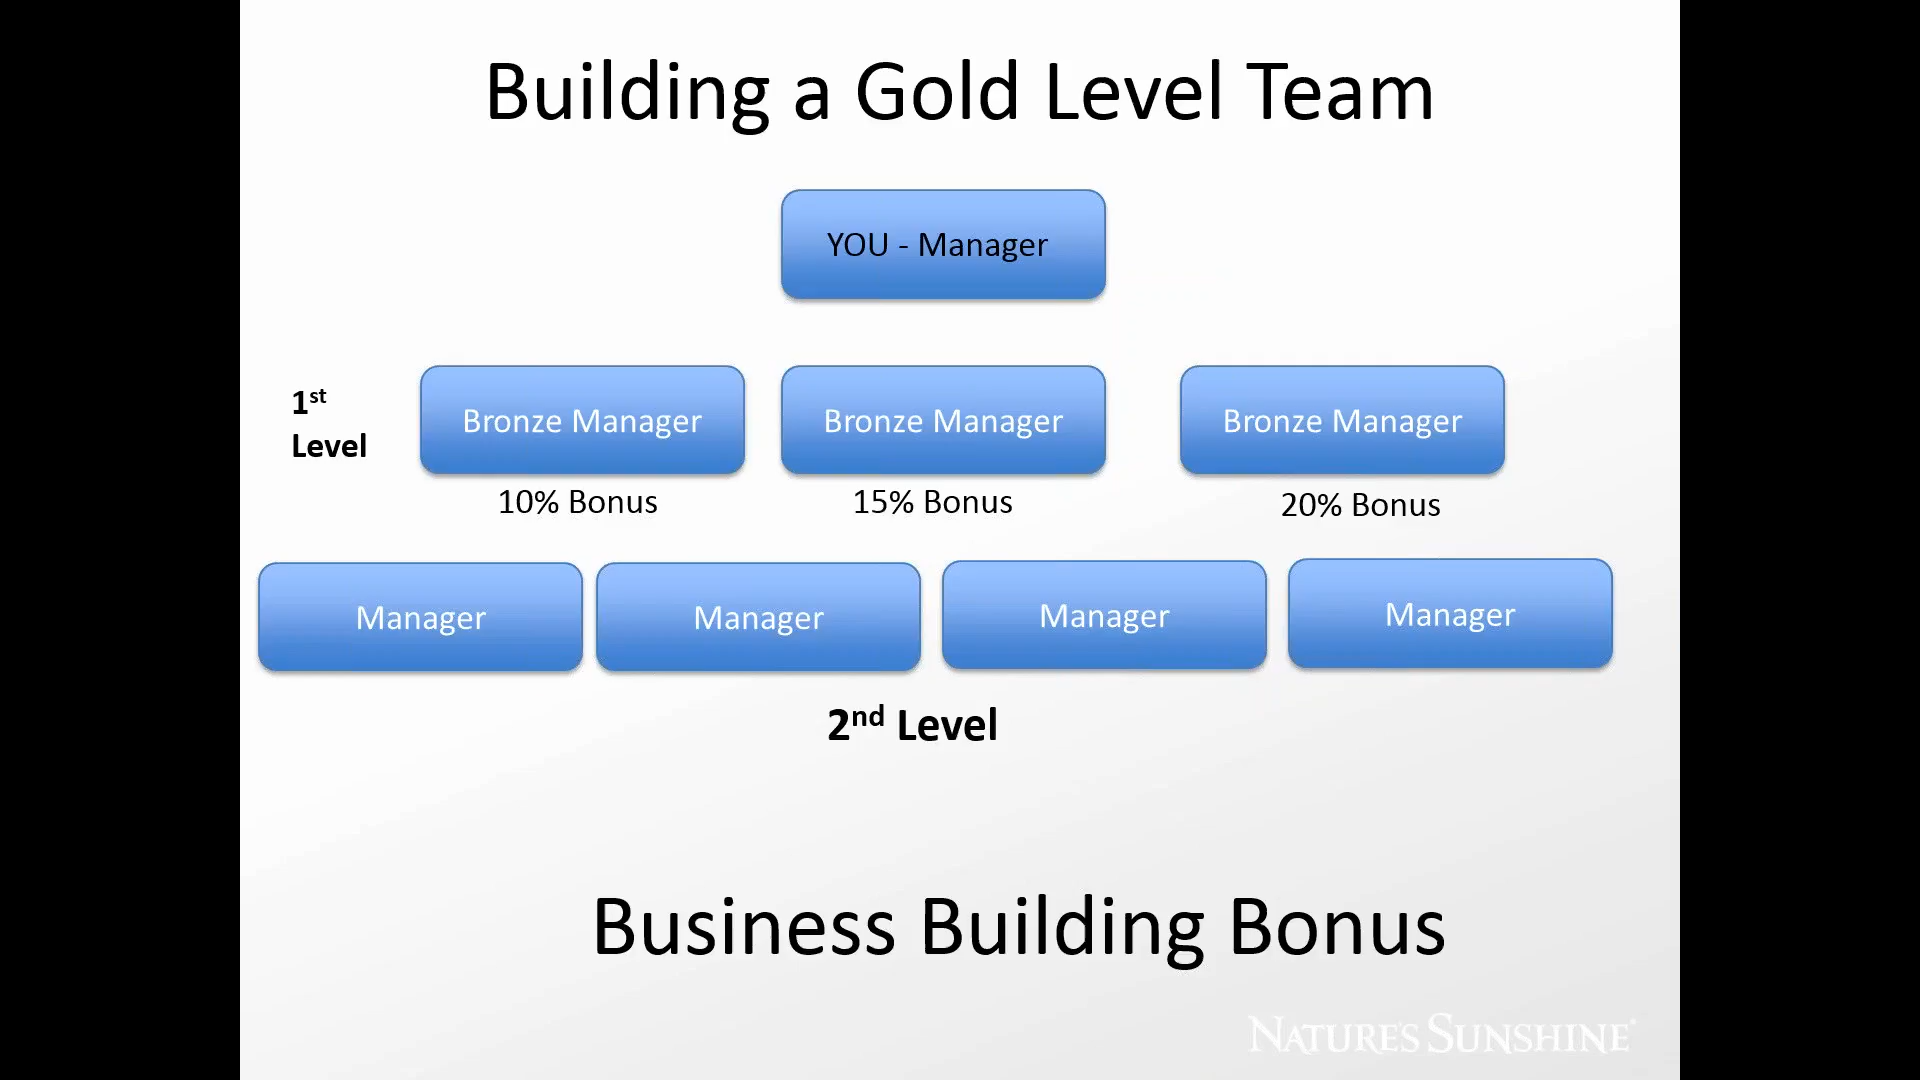 Building a Gold Level Team
YOU - Manager
1st
Level
Bronze Manager
Bronze Manager
Bronze Manager
10% Bonus
15% Bonus
20% Bonus
Manager
Manager
Manager
Manager
2nd Level
Business Building Bonus
NATURE'S SUNSHINE®